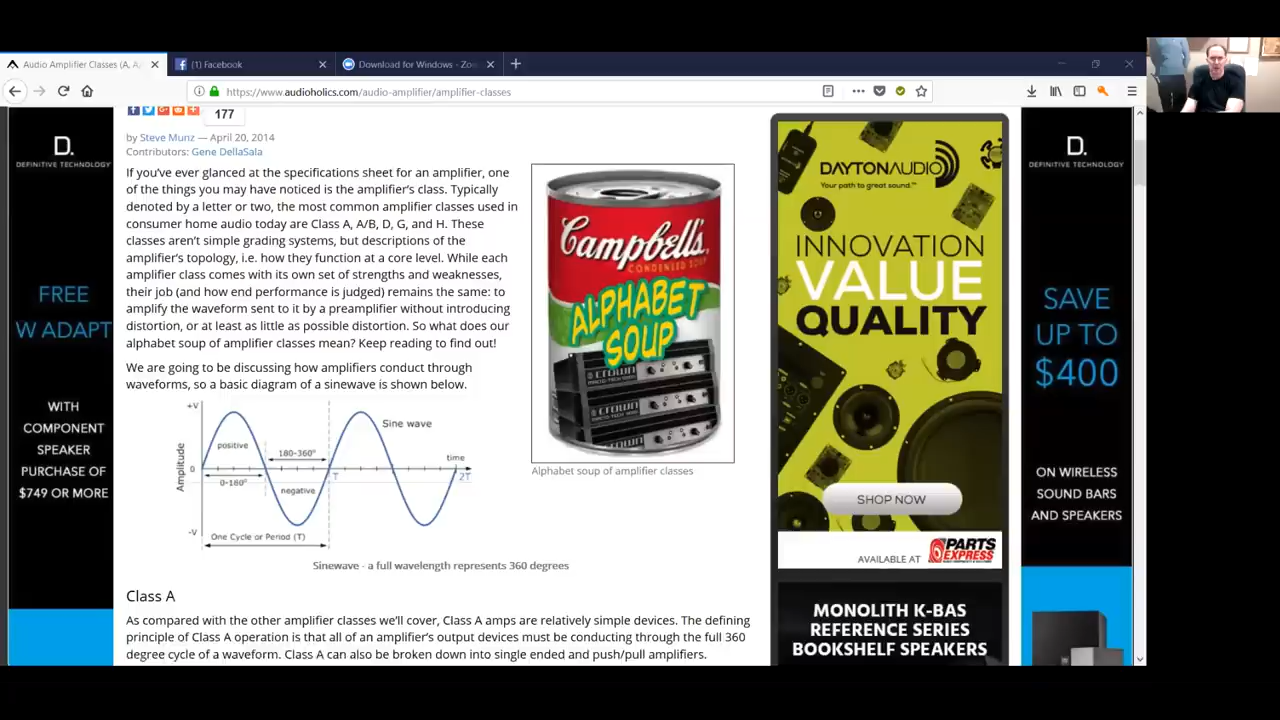 Audio Amplifier Classes (A, A
(1) Facebook
Download for Windows - Zo
https://www.audioholics.com/audio-amplifier/amplifier-classes
177
by Steve Munz — April 20, 2014
Contributors: Gene DellaSala
If you've ever glanced at the specifications sheet for an amplifier, one
of the things you may have noticed is the amplifier's class. Typically
denoted by a letter or two, the most common amplifier classes used in
consumer home audio today are Class A, A/B, D, G, and H. These
classes aren't simple grading systems, but descriptions of the
amplifier's topology, i.e. how they function at a core level. While each
amplifier class comes with its own set of strengths and weaknesses,
their job (and how end performance is judged) remains the same: to
amplify the waveform sent to it by a preamplifier without introducing
distortion, or at least as little as possible distortion. So what does our
alphabet soup of amplifier classes mean? Keep reading to find out!
We are going to be discussing how amplifiers conduct through
waveforms, so a basic diagram of a sinewave is shown below.
+V
Sine wave
positive
180-360°
time
Amplitude
0
0-180°
negative
T
2T
-V
One Cycle or Period (T)
Sinewave - a full wavelength represents 360 degrees
Class A
As compared with the other amplifier classes we'll cover, Class A amps are relatively simple devices. The defining
principle of Class A operation is that all of an amplifier's output devices must be conducting through the full 360
degree cycle of a waveform. Class A can also be broken down into single ended and push/pull amplifiers.
Campbell's
CONDENSED SOUP
ALPHABET
SOUP
crown
crown
crown
Alphabet soup of amplifier classes
D.
DEFINITIVE TECHNOLOGY
FREE
W ADAPT
WITH
COMPONENT
SPEAKER
PURCHASE OF
$749 OR MORE
DAYTON AUDIO
Your path to great sound.™
INNOVATION
VALUE
QUALITY
SHOP NOW
AVAILABLE AT
PARTS
EXPRESS
MONOLITH K-BAS
REFERENCE SERIES
BOOKSHELF SPEAKERS
D.
DEFINITIVE TECHNOLOGY
SAVE
UP TO
$400
ON WIRELESS
SOUND BARS
AND SPEAKERS